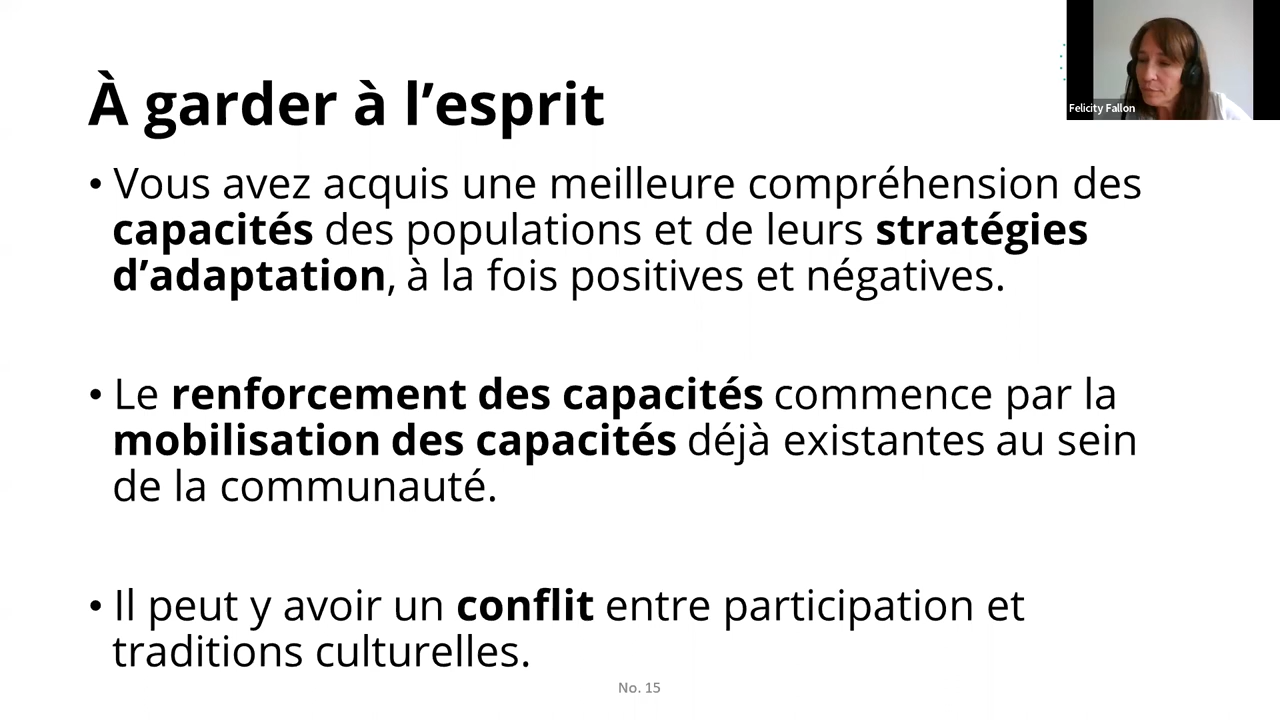 À garder à l’esprit
• Vous avez acquis une meilleure compréhension des
capacités des populations et de leurs stratégies
d’adaptation, à la fois positives et négatives.
• Le renforcement des capacités commence par la
mobilisation des capacités déjà existantes au sein
de la communauté.
• Il peut y avoir un conflit entre participation et
traditions culturelles.
No. 15
Felicity Fallon